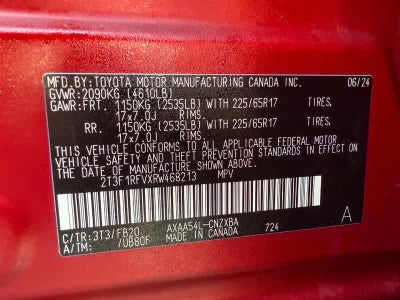 MFD.BY:TOYOTA MOTOR MANUFACTURING CANADA INC. 06/24
GVWR:2090KG (4610LB)
GAWR:FRT. 1150KG (2535LB) WITH 225/65R17 TIRES,
17x7.0J RIMS.
RR. 1150KG (2535LB) WITH 225/65R17 TIRES,
17x7.0J RIMS.
THIS VEHICLE CONFORMS TO ALL APPLICABLE FEDERAL MOTOR
VEHICLE SAFETY STANDARDS IN EFFECT ON THE DATE OF
MANUFACTURE SHOWN ABOVE.
2T3F1RFVXRW468213 MPV
C/TR:3T3/FB20 AXAA54L-CNZXBA A
A/TM: /UB80F MADE IN CANADA 724